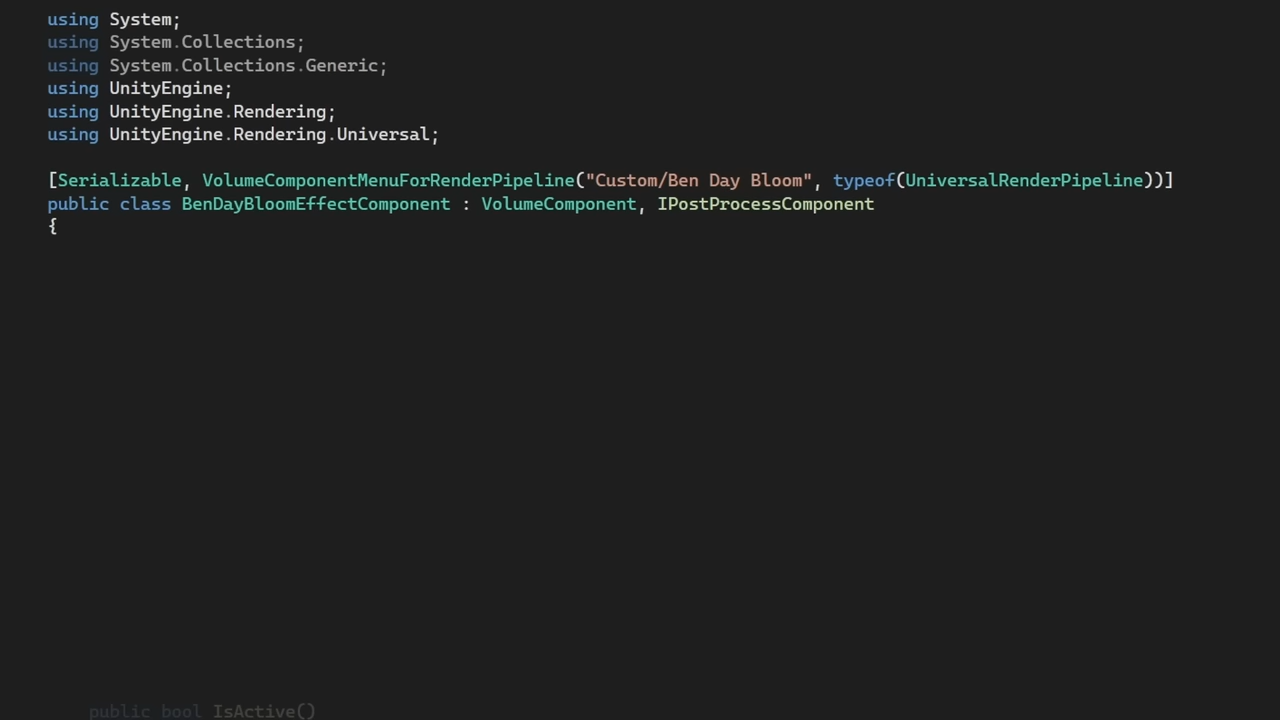 using System;
using System.Collections;
using System.Collections.Generic;
using UnityEngine;
using UnityEngine.Rendering;
using UnityEngine.Rendering.Universal;
[Serializable, VolumeComponentMenuForRenderPipeline("Custom/Ben Day Bloom", typeof(UniversalRenderPipeline))]
public class BenDayBloomEffectComponent : VolumeComponent, IPostProcessComponent
{
public bool IsActive()